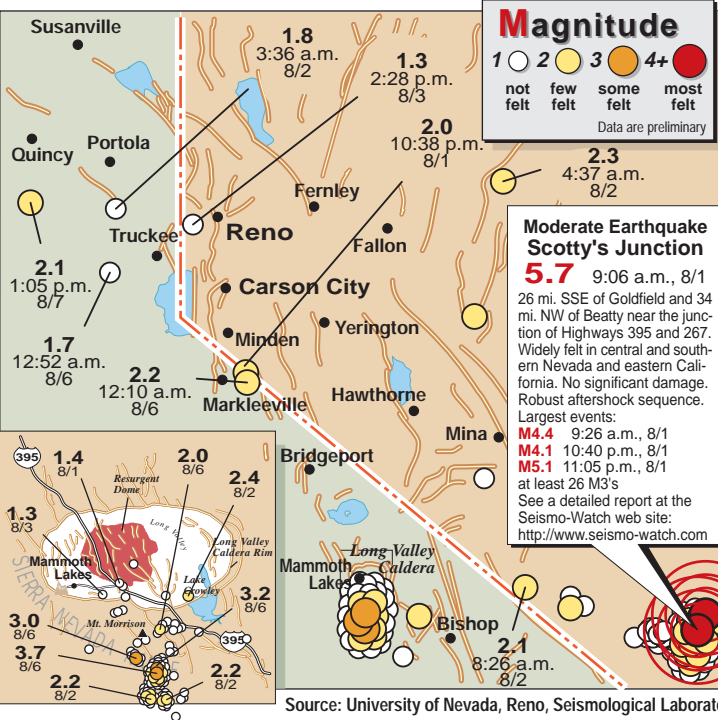 Susanville
1.8
3:36 a.m.
8/2
1.3
2:28 p.m.
8/3
2.0
10:38 p.m.
8/1
Magnitude
1 2 3 4+
not felt
few felt
some felt
most felt
Data are preliminary
2.3
4:37 a.m.
8/2
Quincy
Portola
Fernley
Truckee
Reno
Fallon
2.1
1:05 p.m.
8/7
Carson City
1.7
12:52 a.m.
8/6
Minden
Yerington
2.2
12:10 a.m.
8/6
Markleeville
Hawthorne
Mina
Bridgeport
Moderate Earthquake
Scotty's Junction
5.7 9:06 a.m., 8/1
26 mi. SSE of Goldfield and 34
mi. NW of Beatty near the junc-
tion of Highways 395 and 267.
Widely felt in central and south-
ern Nevada and eastern Cali-
fornia. No significant damage.
Robust aftershock sequence.
Largest events:
M4.4 9:26 a.m., 8/1
M4.1 10:40 p.m., 8/1
M5.1 11:05 p.m., 8/1
at least 26 M3's
See a detailed report at the
Seismo-Watch web site:
http://www.seismo-watch.com
Mammoth
Lakes
Long Valley
Caldera
Bishop
2.1
8:26 a.m.
8/2
395
1.4
8/1
Resurgent
Dome
2.0
8/6
2.4
8/2
1.3
8/3
Long Valley
Long Valley
Caldera Rim
Mammoth
Lakes
Lake
Crowley
SIERRA NEVADA
Mt. Morrison
3.2
8/6
395
3.0
8/6
3.7
8/6
2.2
8/2
2.2
8/2
Source: University of Nevada, Reno, Seismological